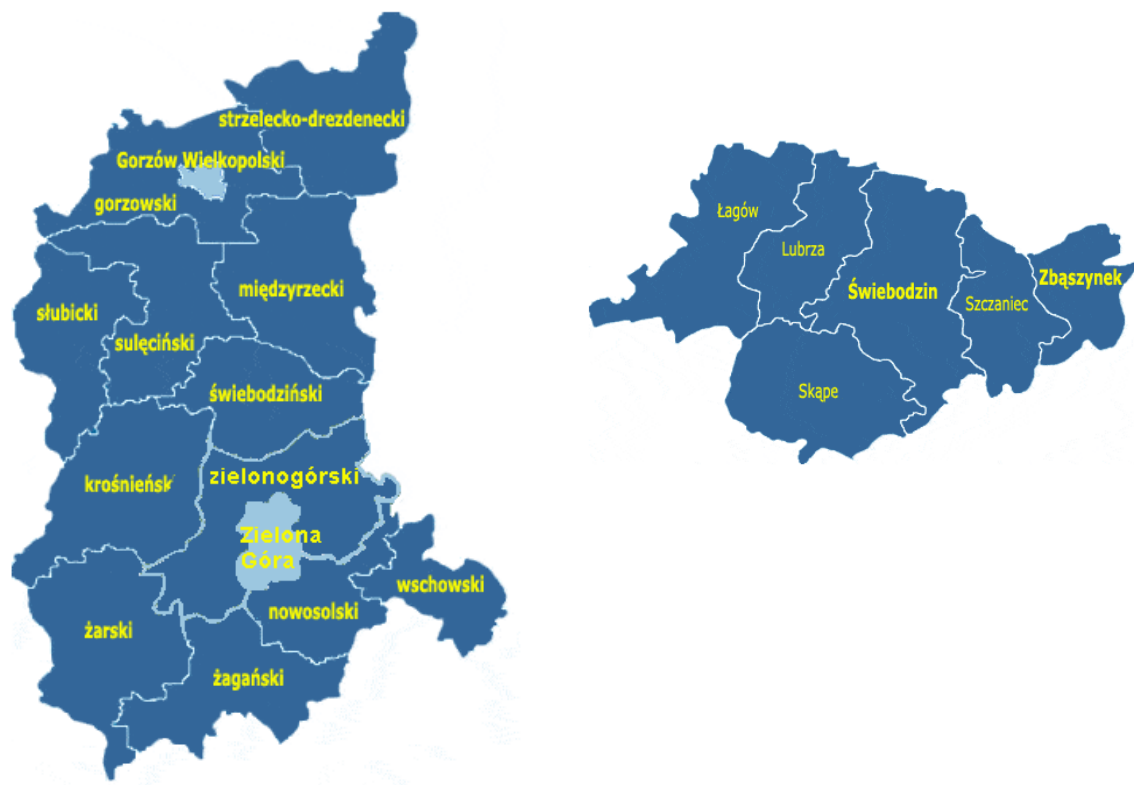 strzelecko-drezdenecki
Gorzów Wielkopolski
gorzowski
międzyrzecki
słubicki
sulęciński
świebodziński
krośnieńsk
zielonogórski
Zielona
Góra
wschowski
nowosolski
żarski
żagański
Łagów
Lubrza
Świebodzin
Szczaniec
Zbąszynek
Skąpe